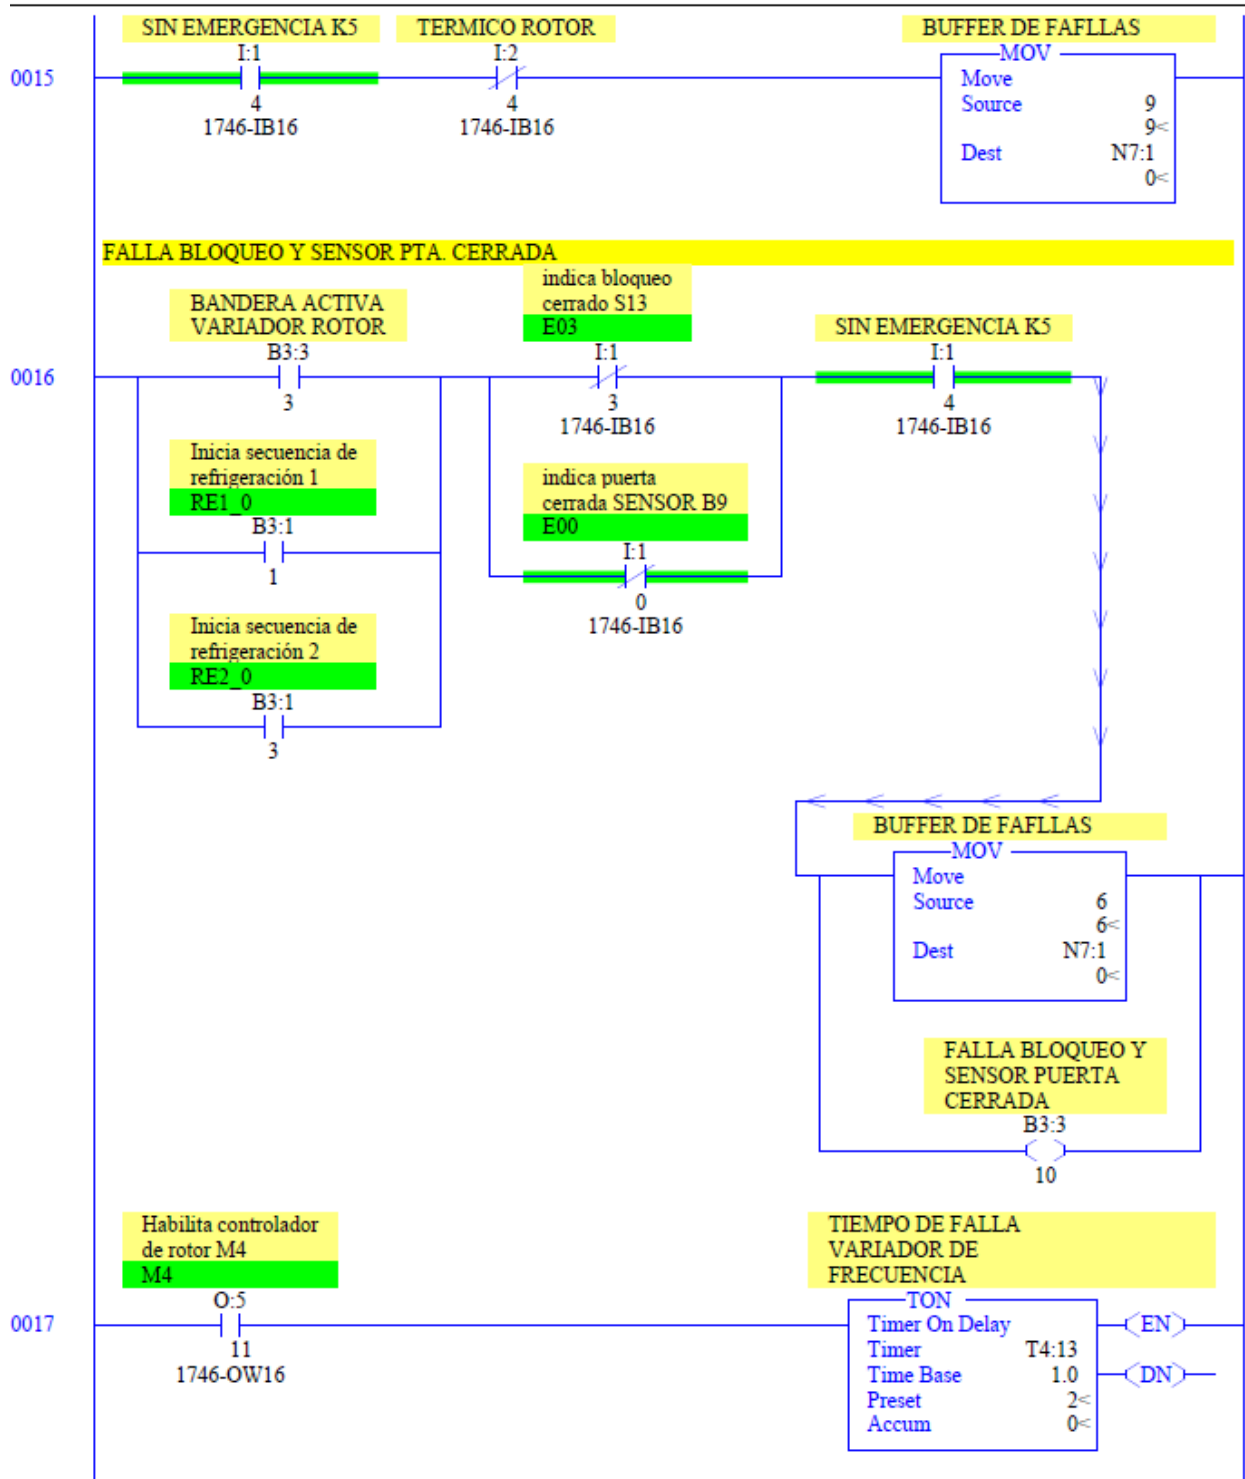 SIN EMERGENCIA K5
I:1
4
1746-IB16
TERMICO ROTOR
I:2
4
1746-IB16
BUFFER DE FAFLLAS
MOV
Move
Source 9
9<
Dest N7:1
0<
0015
FALLA BLOQUEO Y SENSOR PTA. CERRADA
0016
BANDERA ACTIVA
VARIADOR ROTOR
B3:3
3
Inicia secuencia de
refrigeración 1
RE1_0
B3:1
1
Inicia secuencia de
refrigeración 2
RE2_0
B3:1
3
indica bloqueo
cerrado S13
E03
I:1
3
1746-IB16
indica puerta
cerrada SENSOR B9
E00
I:1
0
1746-IB16
SIN EMERGENCIA K5
I:1
4
1746-IB16
BUFFER DE FAFLLAS
MOV
Move
Source 6
6<
Dest N7:1
0<
FALLA BLOQUEO Y
SENSOR PUERTA
CERRADA
B3:3
10
0017
Habilita controlador
de rotor M4
M4
O:5
11
1746-OW16
TIEMPO DE FALLA
VARIADOR DE
FRECUENCIA
TON
Timer On Delay
Timer T4:13
Time Base 1.0
Preset 2<
Accum 0<
EN
DN